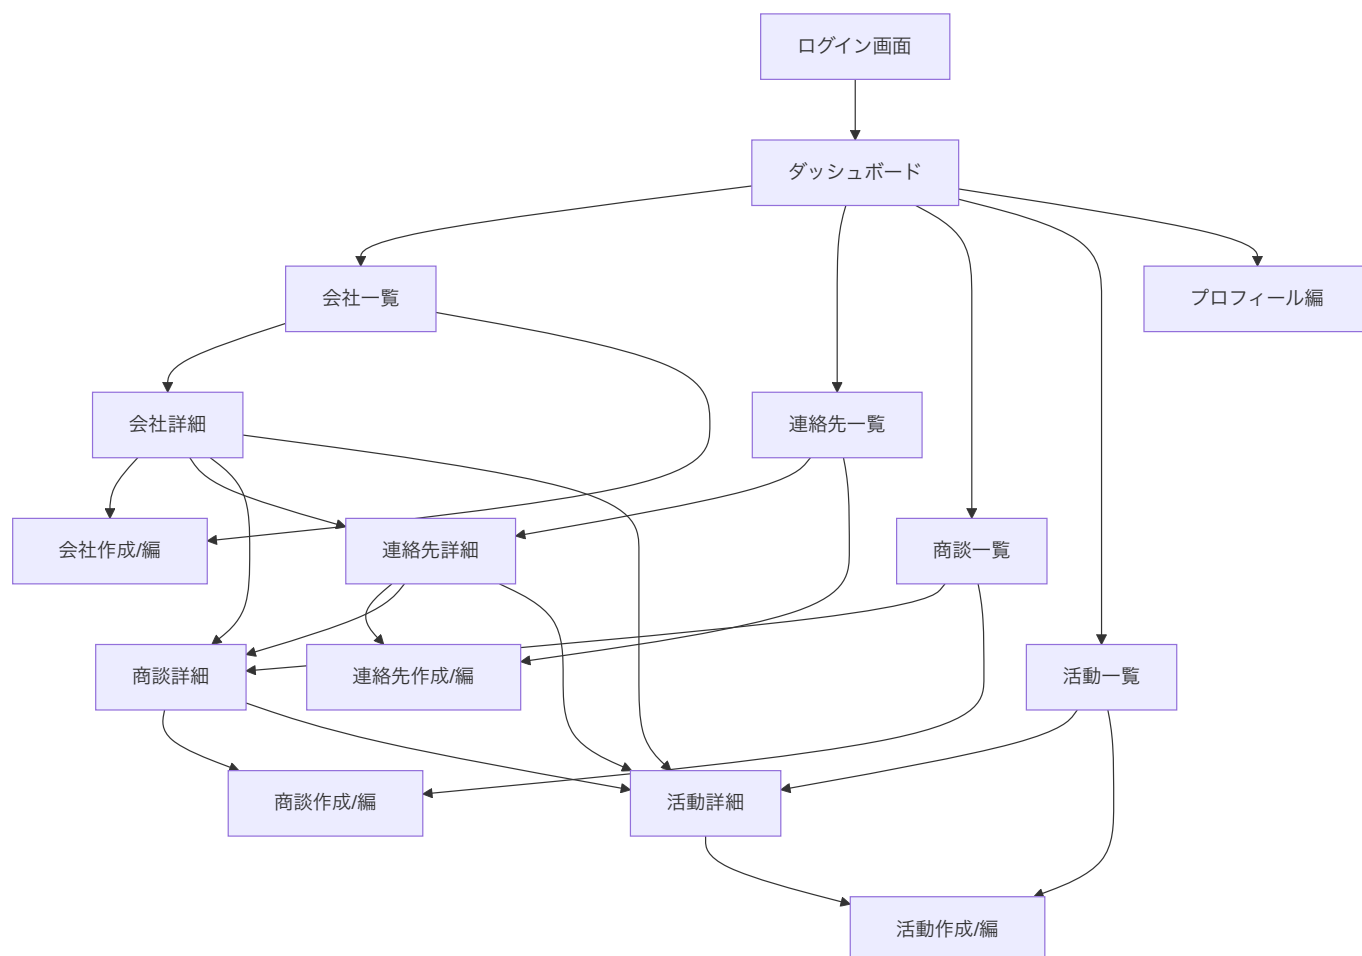 ログイン画面
ダッシュボード
会社一覧
プロフィール編
会社詳細
連絡先一覧
会社作成/編
連絡先詳細
商談一覧
商談詳細
連絡先作成/編
活動一覧
商談作成/編
活動詳細
活動作成/編